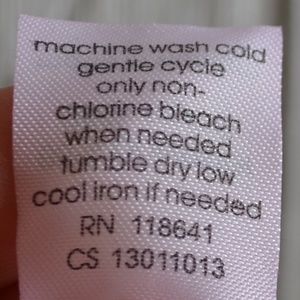 machine wash cold
gentle cycle
only non-
chlorine bleach
when needed
tumble dry low
cool iron if needed
RN 118641
CS 13011013